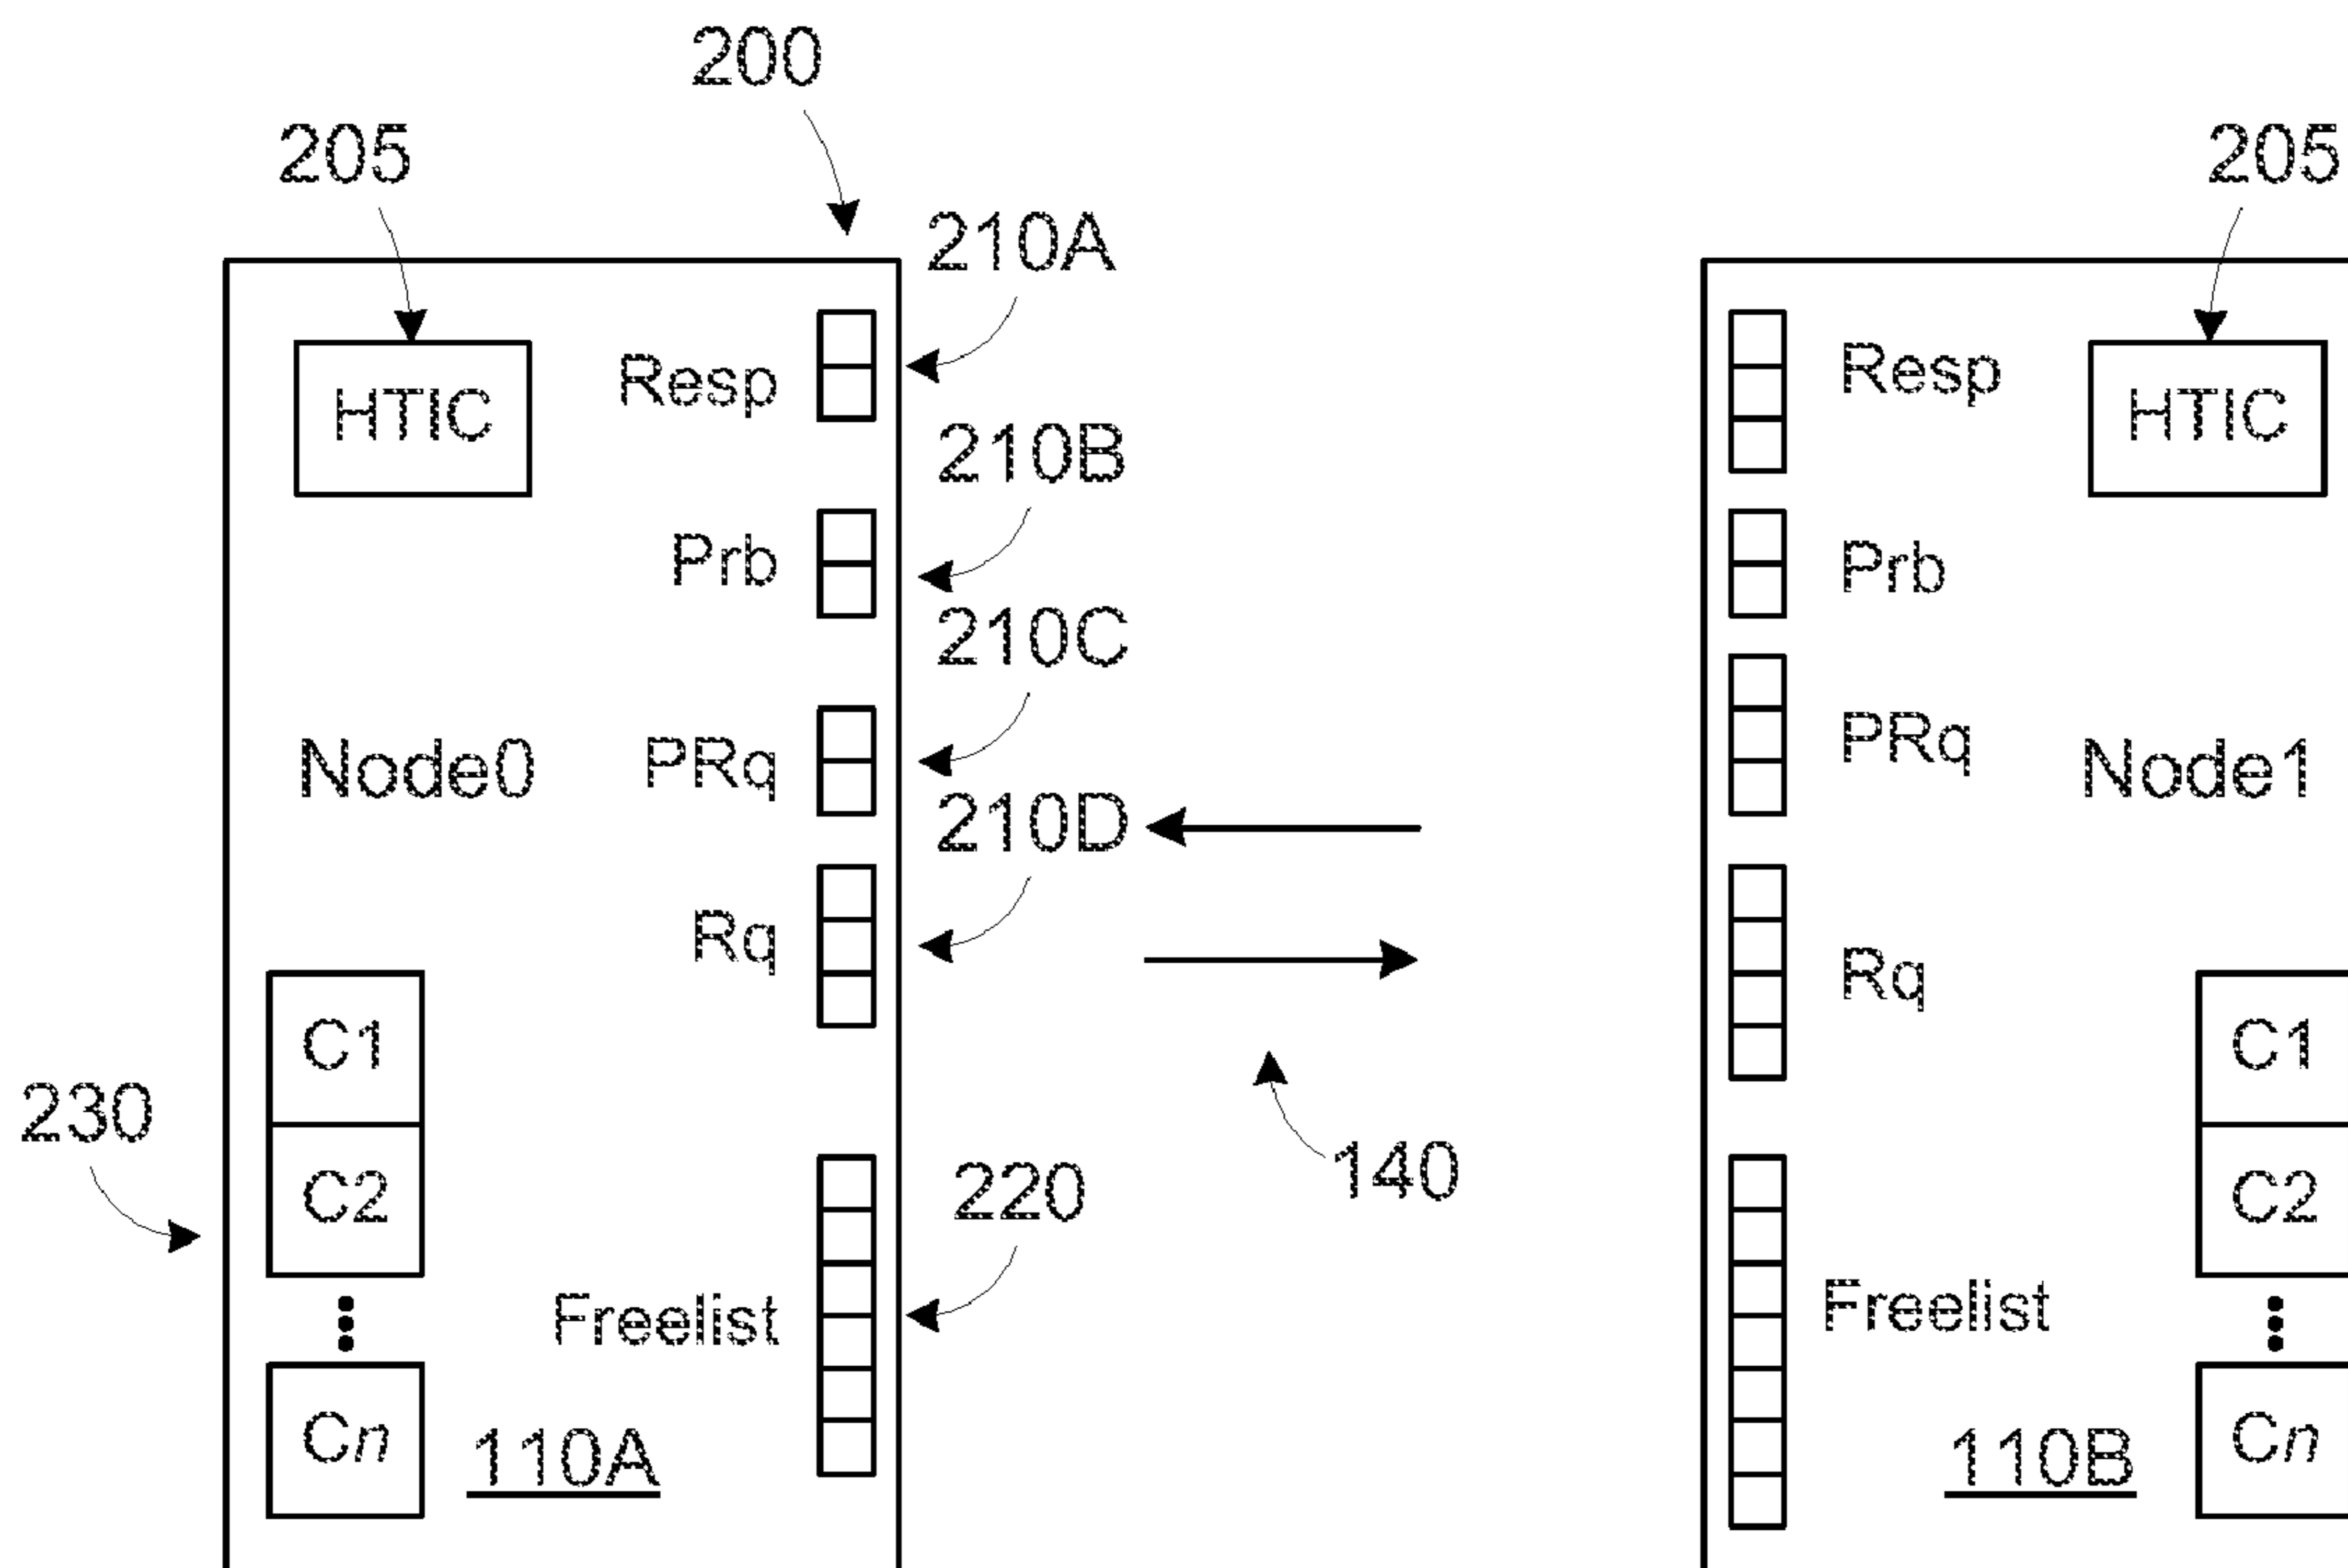 200
205
205
210A
Resp
Resp
HTIC
HTIC
210B
Prb
Prb
210C
PRq
PRq
Node0
Node1
210D
Rq
Rq
C1
C1
230
140
220
C2
C2
Freelist
Freelist
Cn
Cn
110A
110B